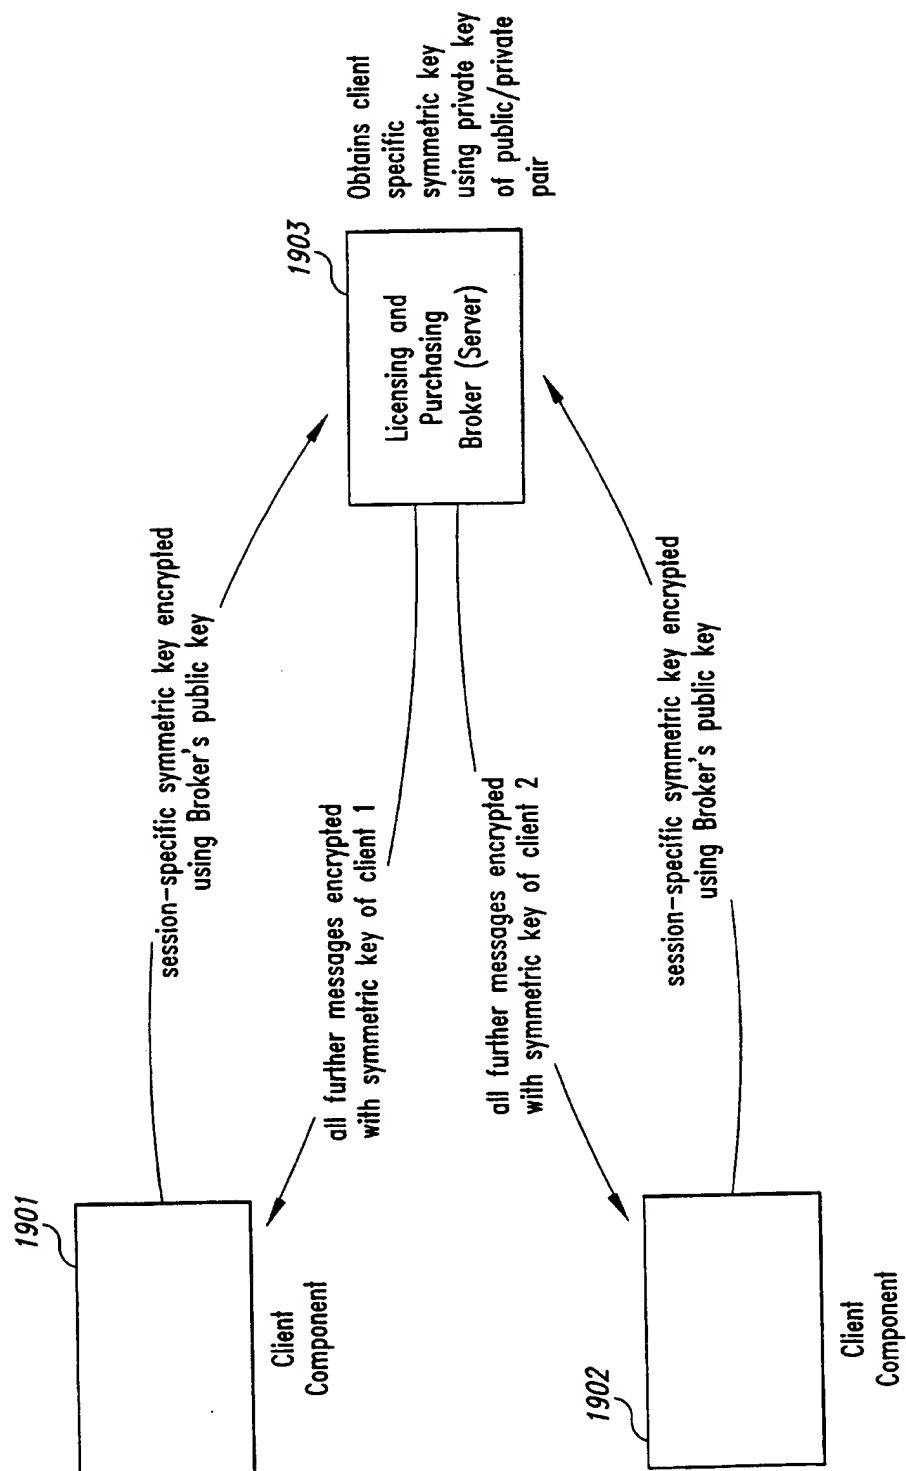 1901
Client
Component
session-specific symmetric key encrypted
using Broker's public key
all further messages encrypted
with symmetric key of client 1
1903
Licensing and
Purchasing
Broker (Server)
Obtains client
specific
symmetric key
using private key
of public/private
pair
all further messages encrypted
with symmetric key of client 2
session-specific symmetric key encrypted
using Broker's public key
1902
Client
Component